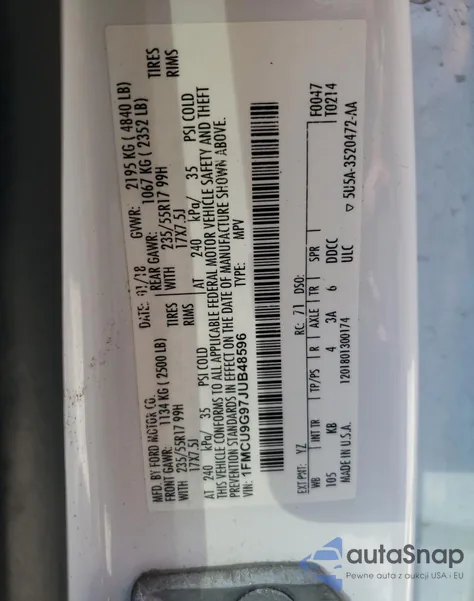 MFD. BY FORD MOTOR CO.
DATE: 01/18
GVWR: 2195 KG (4840 LB)
FRONT GAWR: 1134 KG (2500 LB)
REAR GAWR: 1067 KG (2352 LB)
WITH 235/55R17 99H TIRES
17X7.5J RIMS
WITH 235/55R17 99H TIRES
17X7.5J RIMS
AT 240 kPa/ 35 PSI COLD
AT 240 kPa/ 35 PSI COLD
THIS VEHICLE CONFORMS TO ALL APPLICABLE FEDERAL MOTOR VEHICLE SAFETY AND THEFT
PREVENTION STANDARDS IN EFFECT ON THE DATE OF MANUFACTURE SHOWN ABOVE.
VIN: 1FMCU9G97JUB48596
TYPE: MPV
F0047
T0214
EXT PNT: YZ RC: 71 DSO:
WB INT TR TP/PS R AXLE TR SPR
105 KB 4 3A 6 DDCC
MADE IN U.S.A. 1201801300174 ULC
5U5A-3520472-AA
autoSnap
Pewne auta z aukcji USA i EU